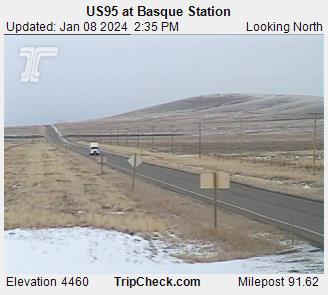 US95 at Basque Station
Updated: Jan 08 2024 2:35 PM Looking North
Elevation 4460 TripCheck.com Milepost 91.62